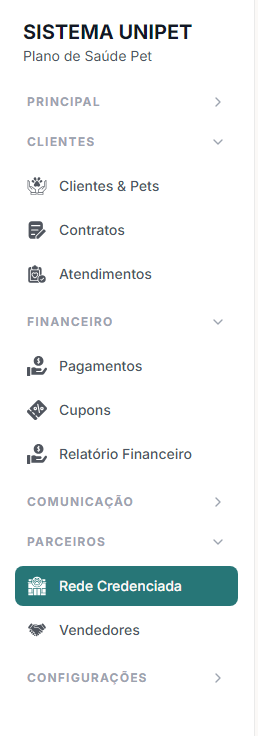 SISTEMA UNIPET
Plano de Saúde Pet
PRINCIPAL
CLIENTES
Clientes & Pets
Contratos
Atendimentos
FINANCEIRO
Pagamentos
Cupons
Relatório Financeiro
COMUNICAÇÃO
PARCEIROS
Rede Credenciada
Vendedores
CONFIGURAÇÕES